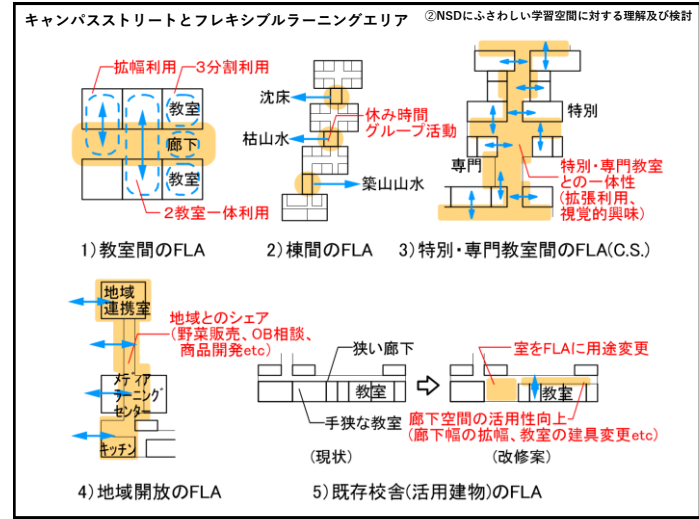 キャンパスストリートとフレキシブルラーニングエリア
②NSDにふさわしい学習空間に対する理解及び検討
拡幅利用
3分割利用
教室
廊下
教室
2教室一体利用
1)教室間のFLA
沈床
枯山水
築山山水
休み時間
グループ活動
2)棟間のFLA
特別
専門
特別・専門教室
との一体性
(拡張利用、
視覚的興味)
3)特別・専門教室間のFLA(C.S.)
地域
連携室
地域とのシェア
(野菜販売、OB相談、
商品開発etc)
メディア
ラーニング
センター
キッチン
4)地域開放のFLA
狭い廊下
教室
手狭な教室
(現状)
室をFLAに用途変更
教室
廊下空間の活用性向上
(廊下幅の拡幅、教室の建具変更etc)
(改修案)
5)既存校舎(活用建物)のFLA